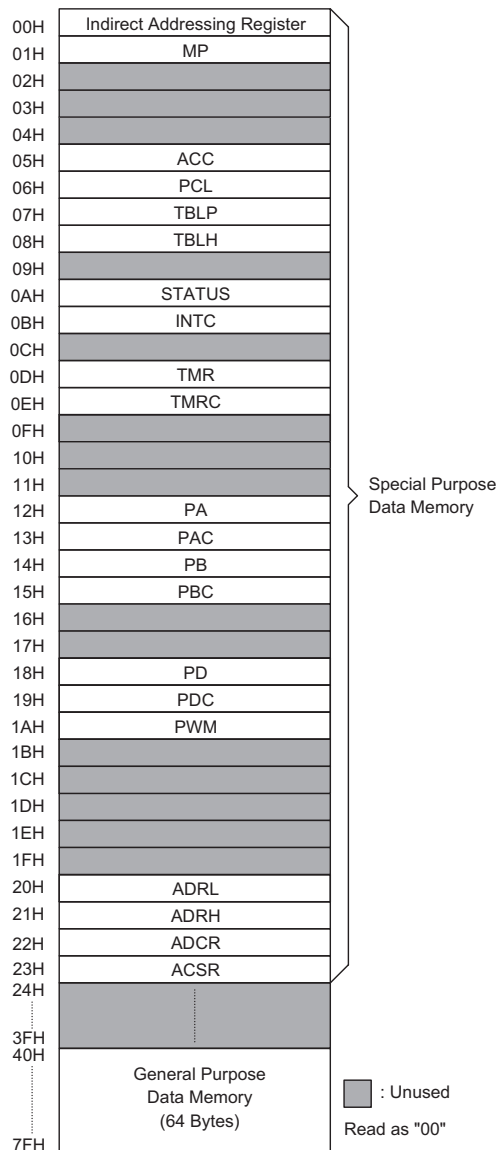 00H Indirect Addressing Register
01H MP
02H
03H
04H
05H ACC
06H PCL
07H TBLP
08H TBLH
09H
0AH STATUS
0BH INTC
0CH
0DH TMR
0EH TMRC
0FH
10H
11H
Special Purpose
Data Memory
12H PA
13H PAC
14H PB
15H PBC
16H
17H
18H PD
19H PDC
1AH PWM
1BH
1CH
1DH
1EH
1FH
20H ADRL
21H ADRH
22H ADCR
23H ACSR
24H
3FH
40H
General Purpose
Data Memory
(64 Bytes)
7FH
: Unused
Read as "00"